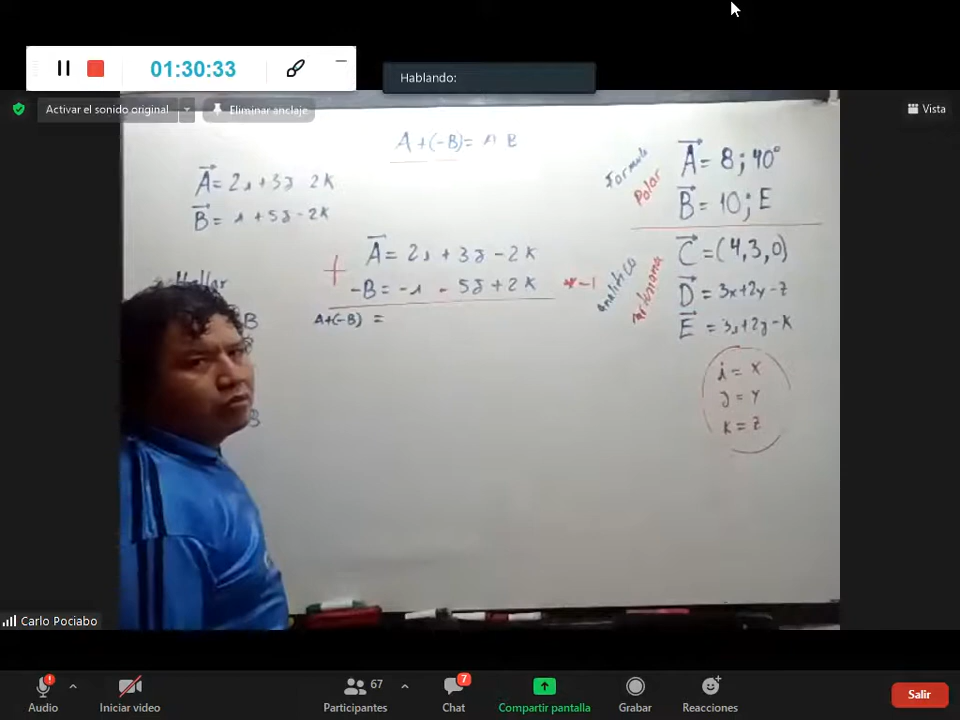 01:30:33
Hablando:
Activar el sonido original
Eliminar anclaje
Vista
A+(-B)= A B
A = 2i+3j 2k
B = i+5j-2k
Hallar
B
B
A = 2i + 3j - 2k
-B = -i - 5j + 2k
* -1
A+(-B) =
Formula
Polar
A = 8; 40°
B = 10; E
analitica
C = (4,3,0)
D = 3x+2y-z
E = 3i+2j-k
i = x
j = y
k = z
Carlo Pociabo
Audio
Iniciar video
67
Participantes
7
Chat
Compartir pantalla
Grabar
Reacciones
Salir